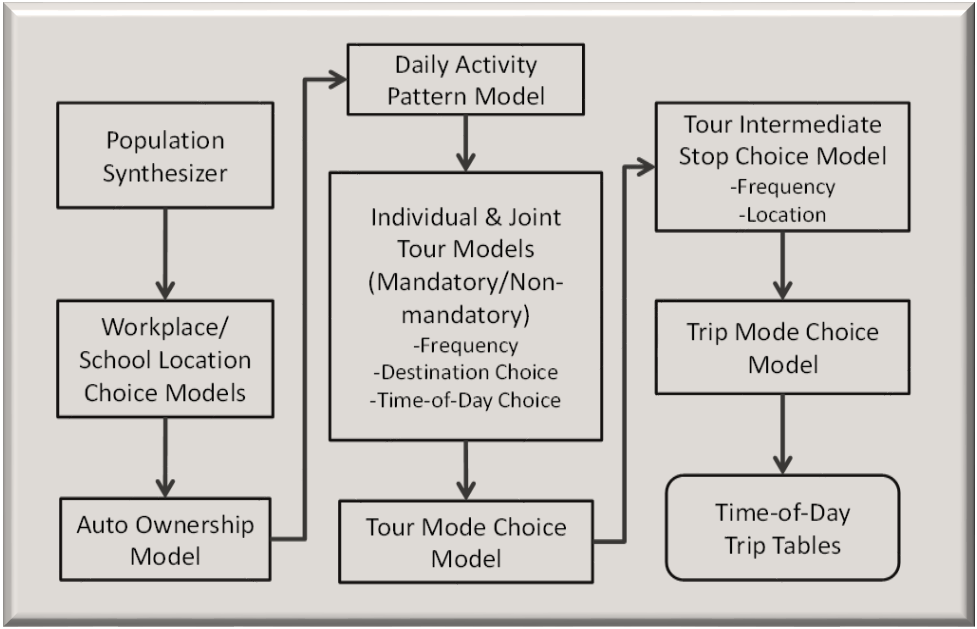 Population
Synthesizer
Workplace/
School Location
Choice Models
Auto Ownership
Model
Daily Activity
Pattern Model
Individual & Joint
Tour Models
(Mandatory/Non-
mandatory)
-Frequency
-Destination Choice
-Time-of-Day Choice
Tour Mode Choice
Model
Tour Intermediate
Stop Choice Model
-Frequency
-Location
Trip Mode Choice
Model
Time-of-Day
Trip Tables